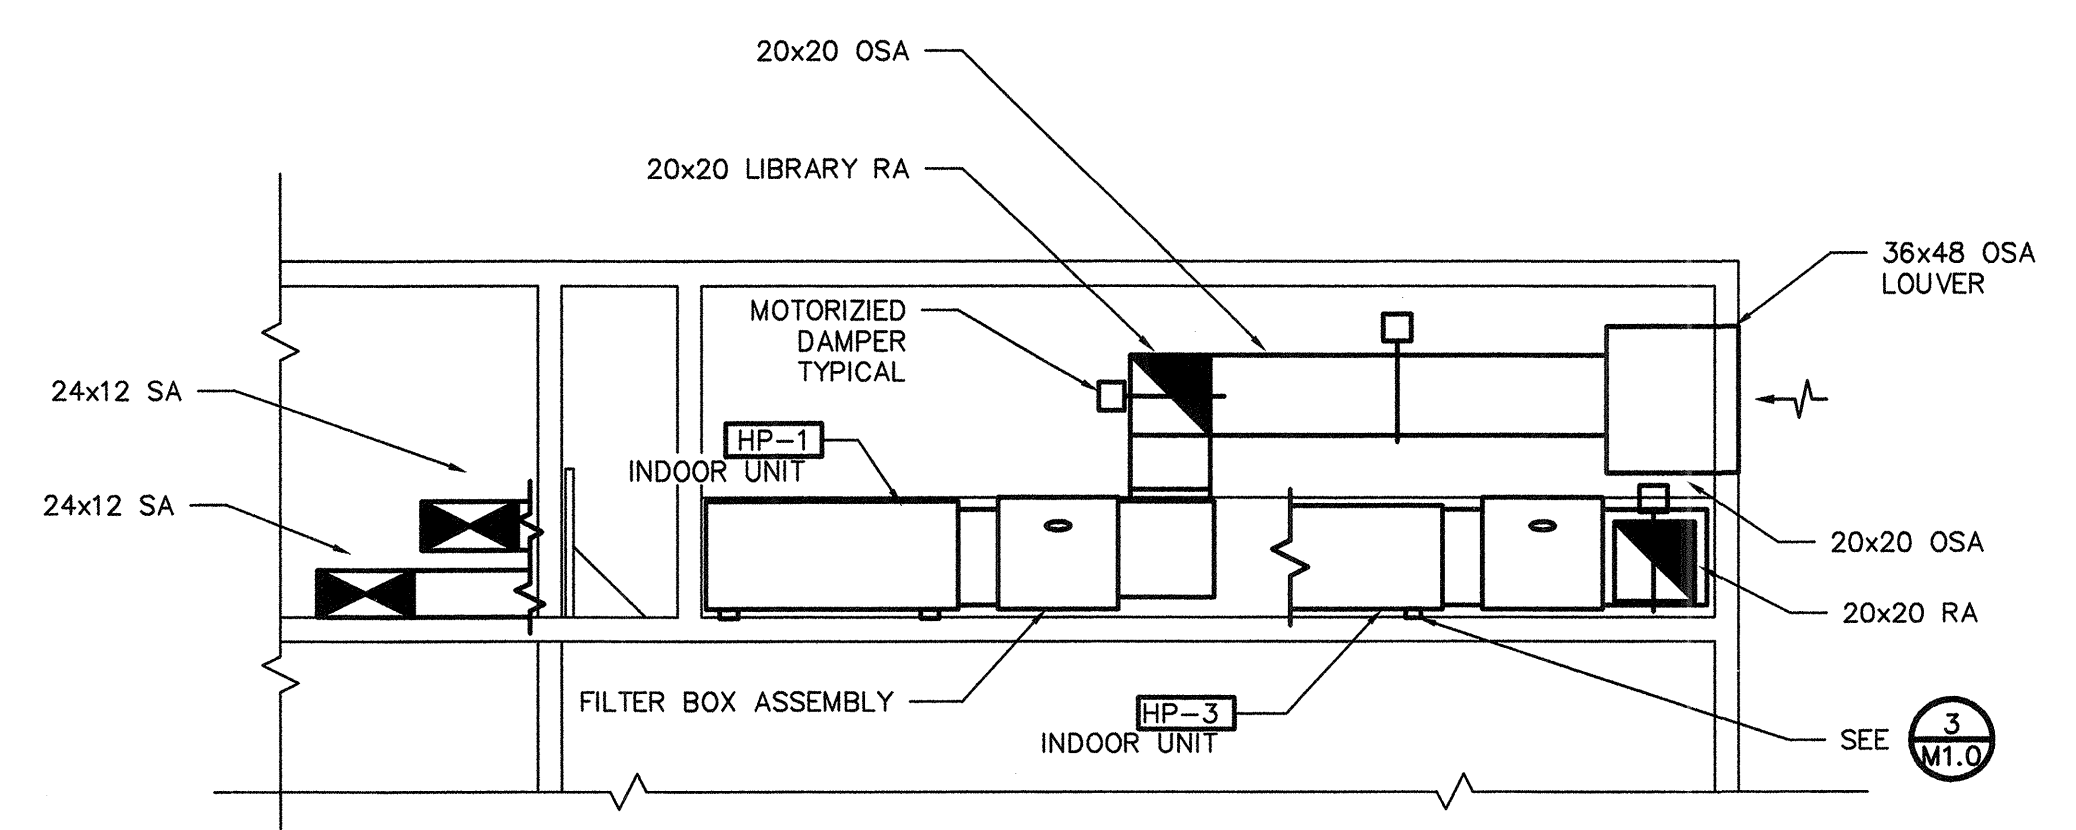 20x20 OSA
20x20 LIBRARY RA
36x48 OSA
LOUVER
MOTORIZIED
DAMPER
TYPICAL
24x12 SA
HP-1
INDOOR UNIT
24x12 SA
20x20 OSA
20x20 RA
FILTER BOX ASSEMBLY
HP-3
INDOOR UNIT
SEE
3
M1.0